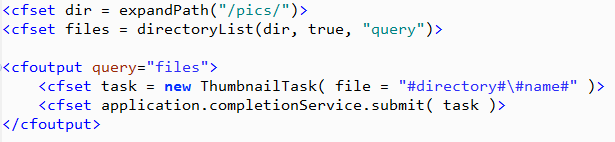 <cfset dir = expandPath("/pics/")>
<cfset files = directoryList(dir, true, "query")>
<cfoutput query="files">
<cfset task = new ThumbnailTask( file = "#directory#\#name#" )>
<cfset application.completionService.submit( task )>
</cfoutput>